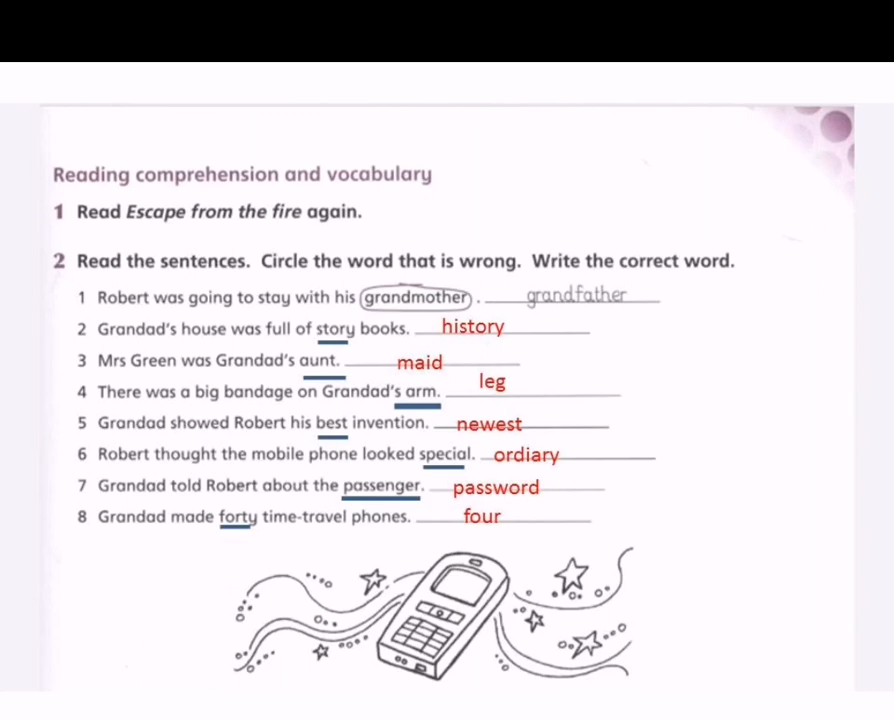 Reading comprehension and vocabulary
1 Read Escape from the fire again.
2 Read the sentences. Circle the word that is wrong. Write the correct word.
1 Robert was going to stay with his grandmother . grandfather
2 Grandad's house was full of story books. history
3 Mrs Green was Grandad's aunt. maid
4 There was a big bandage on Grandad's arm. leg
5 Grandad showed Robert his best invention. newest
6 Robert thought the mobile phone looked special. ordiary
7 Grandad told Robert about the passenger. password
8 Grandad made forty time-travel phones. four